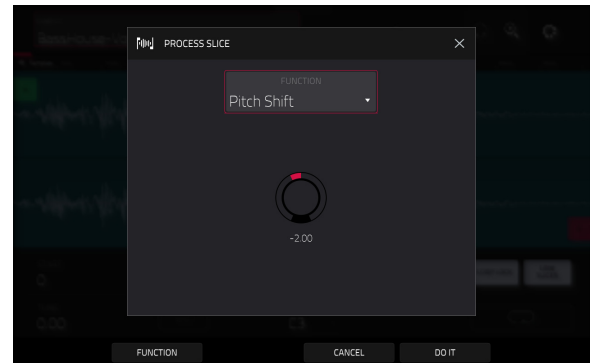 PROCESS SLICE
FUNCTION
Pitch Shift
-2.00
FUNCTION
CANCEL
DO IT